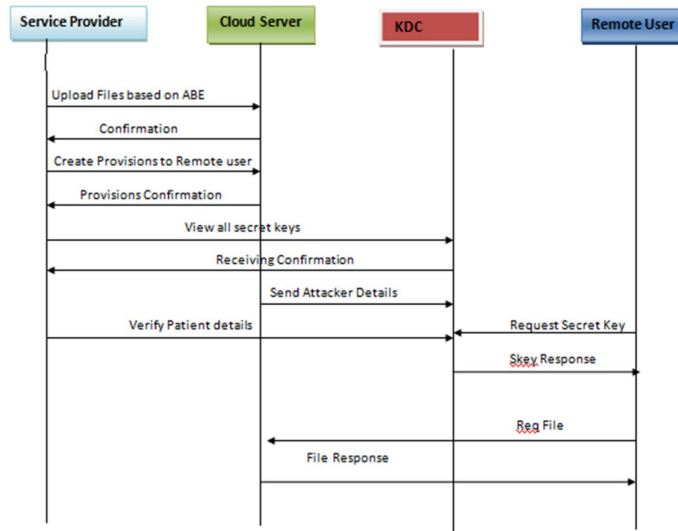 Service Provider
Cloud Server
KDC
Remote User
Upload Files based on ABE
Confirmation
Create Provisions to Remote user
Provisions Confirmation
View all secret keys
Receiving Confirmation
Send Attacker Details
Verify Patient details
Request Secret Key
Skey Response
Req File
File Response